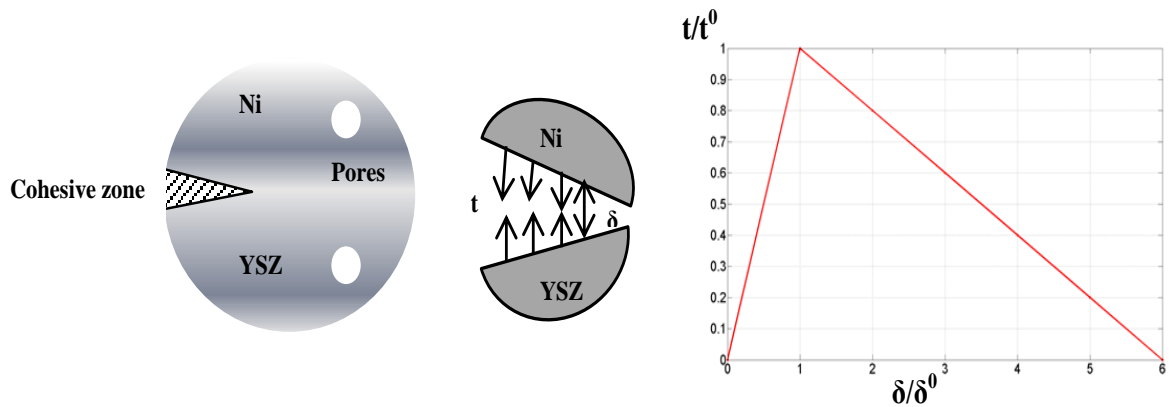 Ni
Pores
Cohesive zone
YSZ
Ni
t
δ
YSZ
t/t⁰
1
0.9
0.8
0.7
0.6
0.5
0.4
0.3
0.2
0.1
0
0 1 2 3 4 5 6
δ/δ⁰